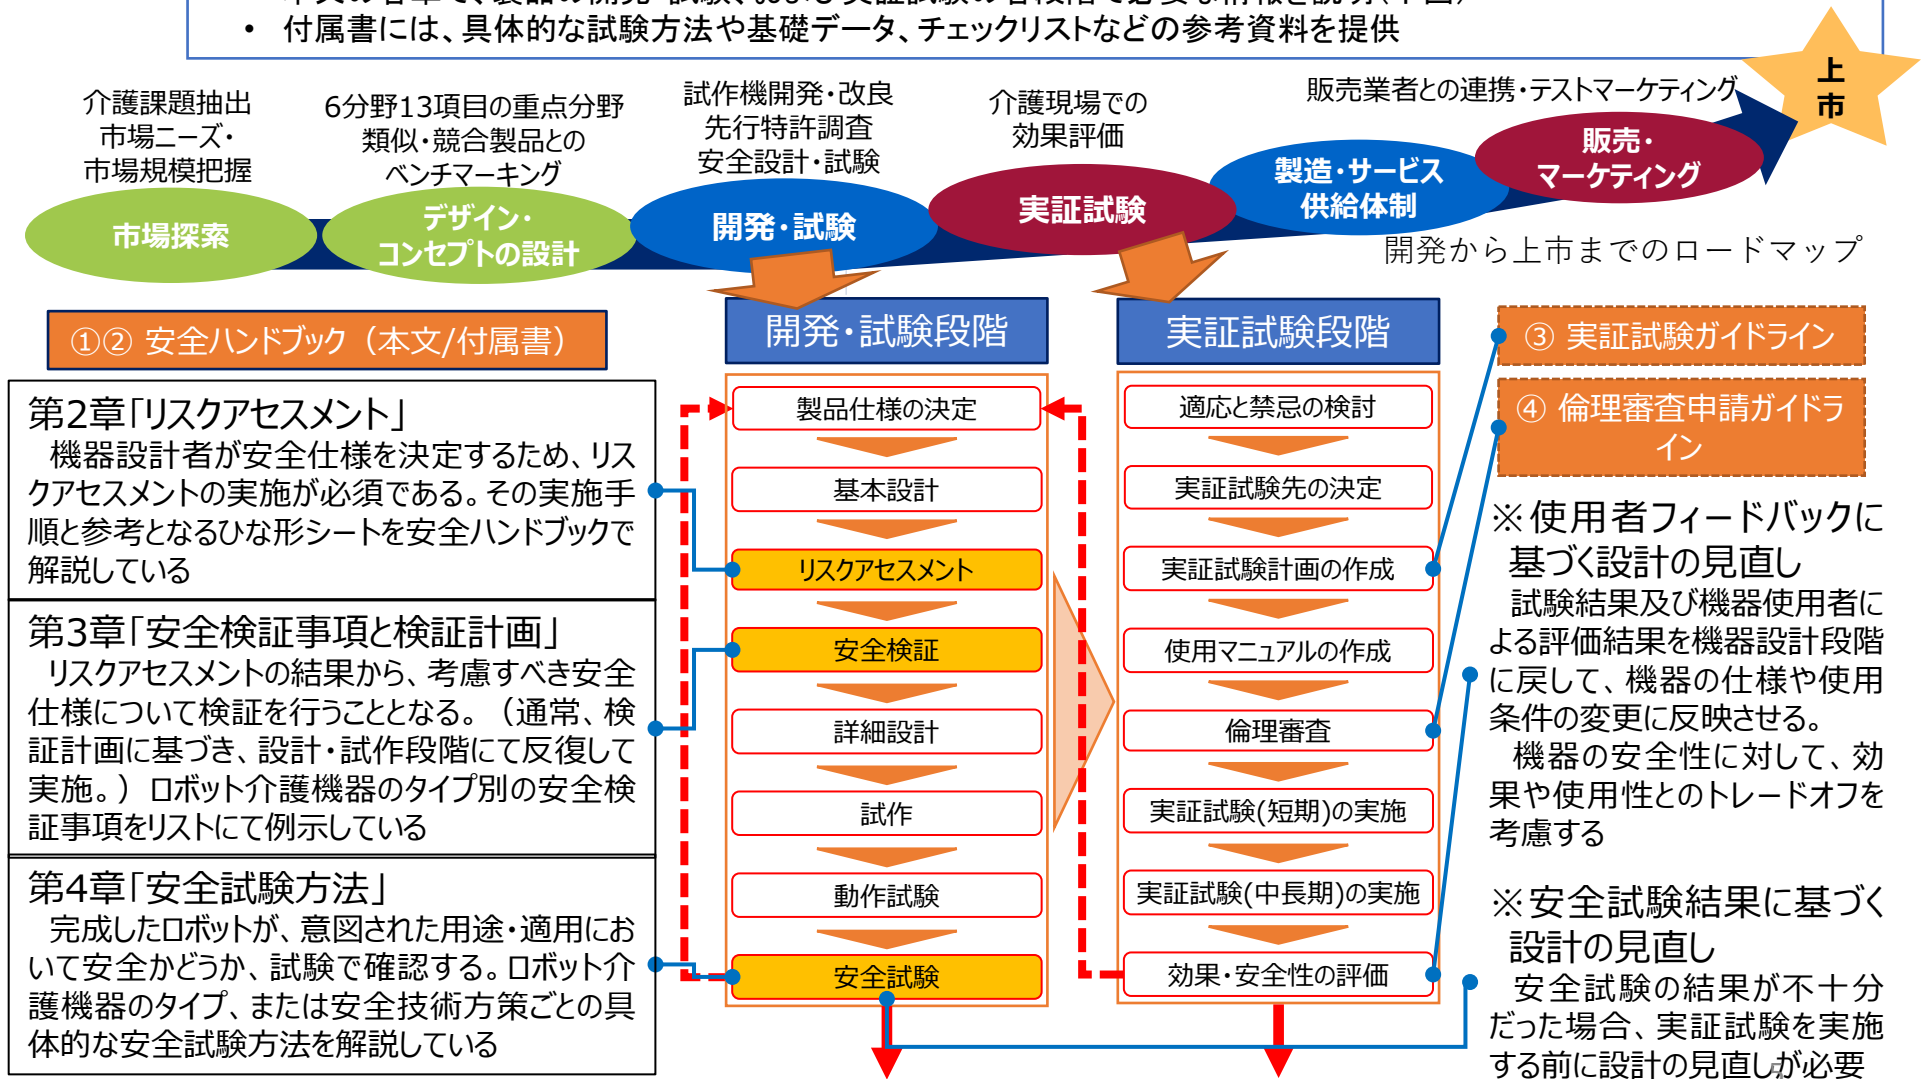 • 付属書には、具体的な試験方法や基礎データ、チェックリストなどの参考資料を提供
上
市
介護課題抽出
市場ニーズ・
市場規模把握
6分野13項目の重点分野
類似・競合製品との
ベンチマーキング
試作機開発・改良
先行特許調査
安全設計・試験
介護現場での
効果評価
販売業者との連携・テストマーケティング
市場探索
デザイン・
コンセプトの設計
開発・試験
実証試験
製造・サービス
供給体制
販売・
マーケティング
開発から上市までのロードマップ
①② 安全ハンドブック（本文/付属書）
第2章「リスクアセスメント」
機器設計者が安全仕様を決定するため、リス
クアセスメントの実施が必須である。その実施手
順と参考となるひな形シートを安全ハンドブックで
解説している
第3章「安全検証事項と検証計画」
リスクアセスメントの結果から、考慮すべき安全
仕様について検証を行うこととなる。（通常、検
証計画に基づき、設計・試作段階にて反復して
実施。）ロボット介護機器のタイプ別の安全検
証事項をリストにて例示している
第4章「安全試験方法」
完成したロボットが、意図された用途・適用にお
いて安全かどうか、試験で確認する。ロボット介
護機器のタイプ、または安全技術方策ごとの具
体的な安全試験方法を解説している
開発・試験段階
製品仕様の決定
基本設計
リスクアセスメント
安全検証
詳細設計
試作
動作試験
安全試験
実証試験段階
適応と禁忌の検討
実証試験先の決定
実証試験計画の作成
使用マニュアルの作成
倫理審査
実証試験(短期)の実施
実証試験(中長期)の実施
効果・安全性の評価
③ 実証試験ガイドライン
④ 倫理審査申請ガイドラ
イン
※使用者フィードバックに
基づく設計の見直し
試験結果及び機器使用者に
よる評価結果を機器設計段階
に戻して、機器の仕様や使用
条件の変更に反映させる。
機器の安全性に対して、効
果や使用性とのトレードオフを
考慮する
※安全試験結果に基づく
設計の見直し
安全試験の結果が不十分
だった場合、実証試験を実施
する前に設計の見直しが必要